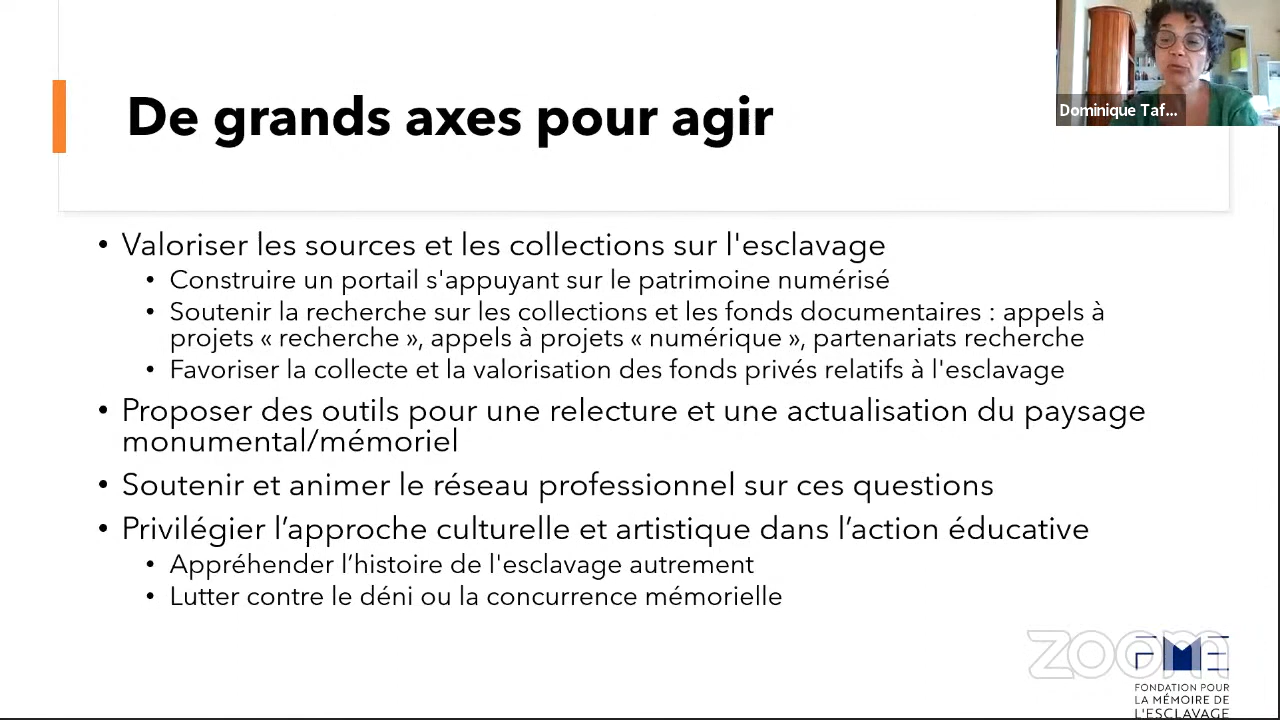 De grands axes pour agir
Dominique Taf...
• Valoriser les sources et les collections sur l'esclavage
• Construire un portail s'appuyant sur le patrimoine numérisé
• Soutenir la recherche sur les collections et les fonds documentaires : appels à
projets « recherche », appels à projets « numérique », partenariats recherche
• Favoriser la collecte et la valorisation des fonds privés relatifs à l'esclavage
• Proposer des outils pour une relecture et une actualisation du paysage
monumental/mémoriel
• Soutenir et animer le réseau professionnel sur ces questions
• Privilégier l’approche culturelle et artistique dans l’action éducative
• Appréhender l’histoire de l'esclavage autrement
• Lutter contre le déni ou la concurrence mémorielle
zoom
FME
FONDATION POUR
LA MÉMOIRE DE
L'ESCLAVAGE